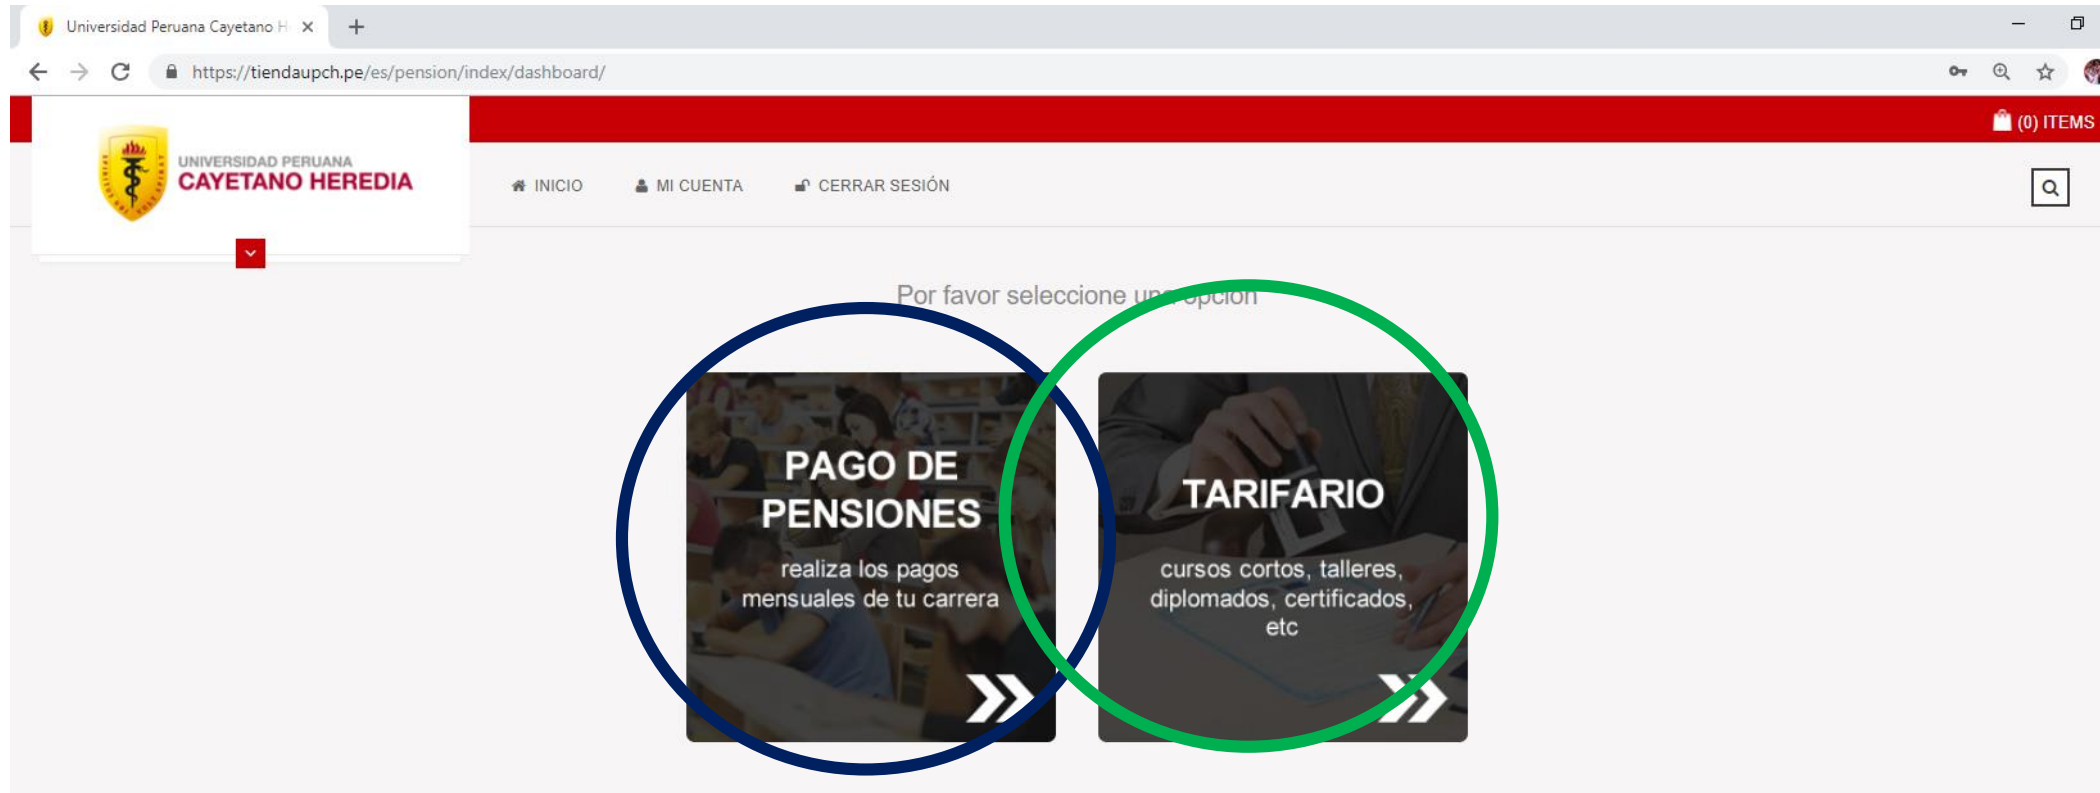 Universidad Peruana Cayetano H
https://tiendaupch.pe/es/pension/index/dashboard/
(0) ITEMS
UNIVERSIDAD PERUANA
CAYETANO HEREDIA
INICIO MI CUENTA CERRAR SESIÓN
Por favor seleccione una opción
PAGO DE
PENSIONES
realiza los pagos
mensuales de tu carrera
TARIFARIO
cursos cortos, talleres,
diplomados, certificados,
etc